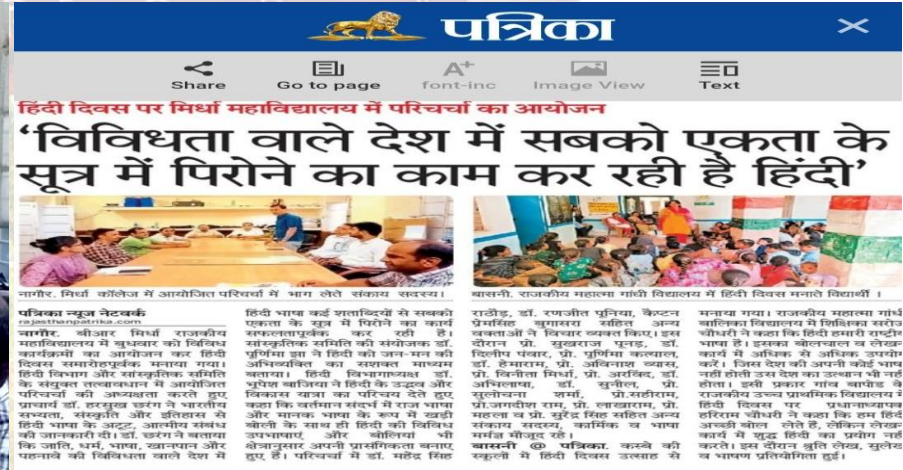 पत्रिका
Share
Go to page
A+
font-inc
Image View
Text
हिंदी दिवस पर मिर्धा महाविद्यालय में परिचर्चा का आयोजन
‘विविधता वाले देश में सबको एकता के
सूत्र में पिरोने का काम कर रही है हिंदी’
नागौर. मिर्धा कॉलेज में आयोजित परिचर्चा में भाग लेते संकाय सदस्य।
पत्रिका न्यूज नेटवर्क
rajasthanpatrika.com
नागौर. बीआर मिर्धा राजकीय
महाविद्यालय में बुधवार को विविध
कार्यक्रमों का आयोजन कर हिंदी
दिवस समारोहपूर्वक मनाया गया।
हिंदी विभाग और सांस्कृतिक समिति
के संयुक्त तत्वावधान में आयोजित
परिचर्चा की अध्यक्षता करते हुए
प्राचार्य डॉ. हरसुख छरंग ने भारतीय
सभ्यता, संस्कृति और इतिहास से
हिंदी भाषा के अटूट, आत्मीय संबंध
की जानकारी दी। डॉ. छरंग ने बताया
कि जाति, धर्म, भाषा, खानपान और
पहनावे की विविधता वाले देश में
हिंदी भाषा कई शताब्दियों से सबको
एकता के सूत्र में पिरोने का कार्य
सफलतापूर्वक कर रही है।
सांस्कृतिक समिति की संयोजक डॉ.
पूर्णिमा झा ने हिंदी को जन-मन की
अभिव्यक्ति का सशक्त माध्यम
बताया। हिंदी विभागाध्यक्ष डॉ.
भूपेश बाजिया ने हिंदी के उद्भव और
विकास यात्रा का परिचय देते हुए
कहा कि वर्तमान संदर्भ में राज भाषा
और मानक भाषा के रूप में खड़ी
बोली के साथ ही हिंदी की विविध
उपभाषाएं और बोलियां भी
क्षेत्रानुसार अपनी प्रासंगिकता बनाए
हुए हैं। परिचर्चा में डॉ. महेंद्र सिंह
बासनी. राजकीय महात्मा गांधी विद्यालय में हिंदी दिवस मनाते विद्यार्थी ।
राठौड़, डॉ. रणजीत पूनिया, कैप्टन
प्रेमसिंह बुगासरा सहित अन्य
वक्ताओं ने विचार व्यक्त किए। इस
दौरान प्रो. सुखराज पूनड़, डॉ.
दिलीप पंवार, प्रो. पूर्णिमा कत्याल,
डॉ. हेमाराम, प्रो. अविनाश व्यास,
प्रो. विनीता मिर्धा, प्रो. अरविंद, डॉ.
अभिलाषा, डॉ. सुनील, प्रो.
सुलोचना शर्मा, प्रो.सहीराम,
प्रो.जगदीश राम, प्रो. लाखाराम, प्रो.
महलता व प्रो. सुरेंद्र सिंह सहित अन्य
संकाय सदस्य, कार्मिक व भाषा
मर्मज्ञ मौजूद रहे।
बासनी @ पत्रिका. कस्बे की
स्कूलों में हिंदी दिवस उत्साह से
मनाया गया। राजकीय महात्मा गांधी
बालिका विद्यालय में शिक्षिका सरोज
चौधरी ने कहा कि हिंदी हमारी राष्ट्रीय
भाषा है। इसका बोलचाल व लेखन
कार्य में अधिक से अधिक उपयोग
करें। जिस देश की अपनी कोई भाषा
नहीं होती उस देश का उत्थान भी नहीं
होता। इसी प्रकार गांव बापोड के
राजकीय उच्च प्राथमिक विद्यालय में
हिंदी दिवस पर प्रधानाध्यापक
हरिराम चौधरी ने कहा कि हम हिंदी
अच्छी बोल लेते हैं, लेकिन लेखन
कार्य में शुद्ध हिंदी का प्रयोग नहीं
करते। इस दौरान श्रुति लेख, सुलेख
व भाषण प्रतियोगिता हुई।